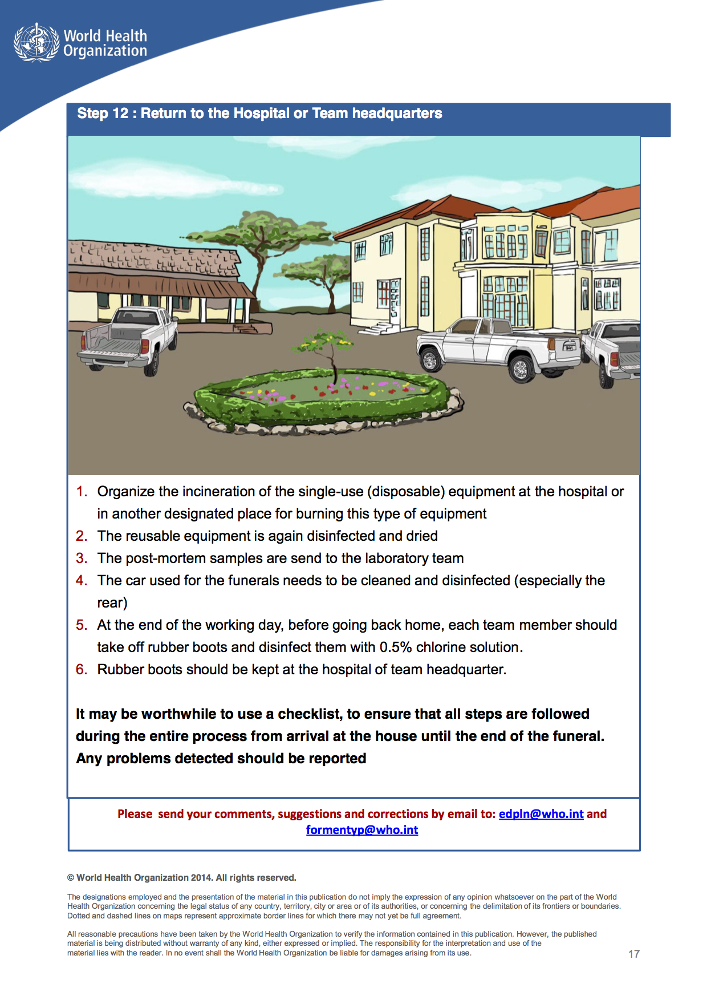 World Health
Organization
Step 12 : Return to the Hospital or Team headquarters
1. Organize the incineration of the single-use (disposable) equipment at the hospital or
in another designated place for burning this type of equipment
2. The reusable equipment is again disinfected and dried
3. The post-mortem samples are send to the laboratory team
4. The car used for the funerals needs to be cleaned and disinfected (especially the
rear)
5. At the end of the working day, before going back home, each team member should
take off rubber boots and disinfect them with 0.5% chlorine solution.
6. Rubber boots should be kept at the hospital of team headquarter.
It may be worthwhile to use a checklist, to ensure that all steps are followed
during the entire process from arrival at the house until the end of the funeral.
Any problems detected should be reported
Please send your comments, suggestions and corrections by email to: edpln@who.int and
formentyp@who.int
© World Health Organization 2014. All rights reserved.
The designations employed and the presentation of the material in this publication do not imply the expression of any opinion whatsoever on the part of the World
Health Organization concerning the legal status of any country, territory, city or area or of its authorities, or concerning the delimitation of its frontiers or boundaries.
Dotted and dashed lines on maps represent approximate border lines for which there may not yet be full agreement.
All reasonable precautions have been taken by the World Health Organization to verify the information contained in this publication. However, the published
material is being distributed without warranty of any kind, either expressed or implied. The responsibility for the interpretation and use of the
material lies with the reader. In no event shall the World Health Organization be liable for damages arising from its use.
17